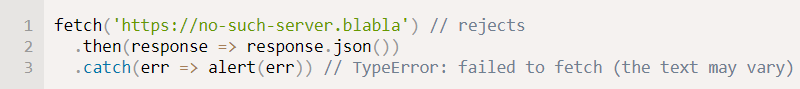 1 fetch('https://no-such-server.blabla') // rejects
2   .then(response => response.json())
3   .catch(err => alert(err)) // TypeError: failed to fetch (the text may vary)